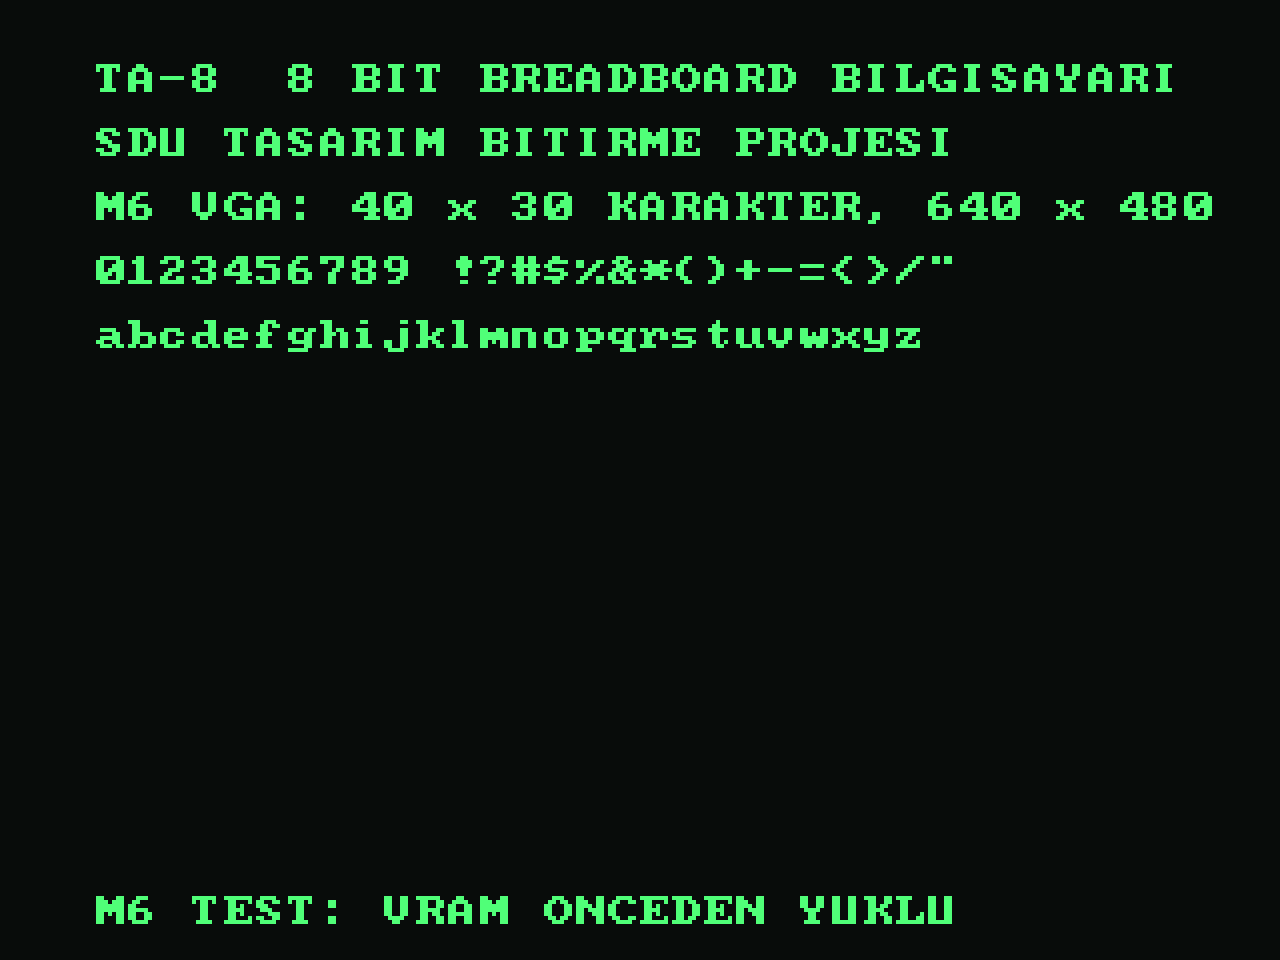 TA-8  8 BIT BREADBOARD BILGISAYARI
SDU TASARIM BITIRME PROJESI
M6 VGA: 40 x 30 KARAKTER, 640 x 480
0123456789 !?#$%&*()+-=<>/"
abcdefghijklmnopqrstuvwxyz
M6 TEST: VRAM ONCEDEN YUKLU